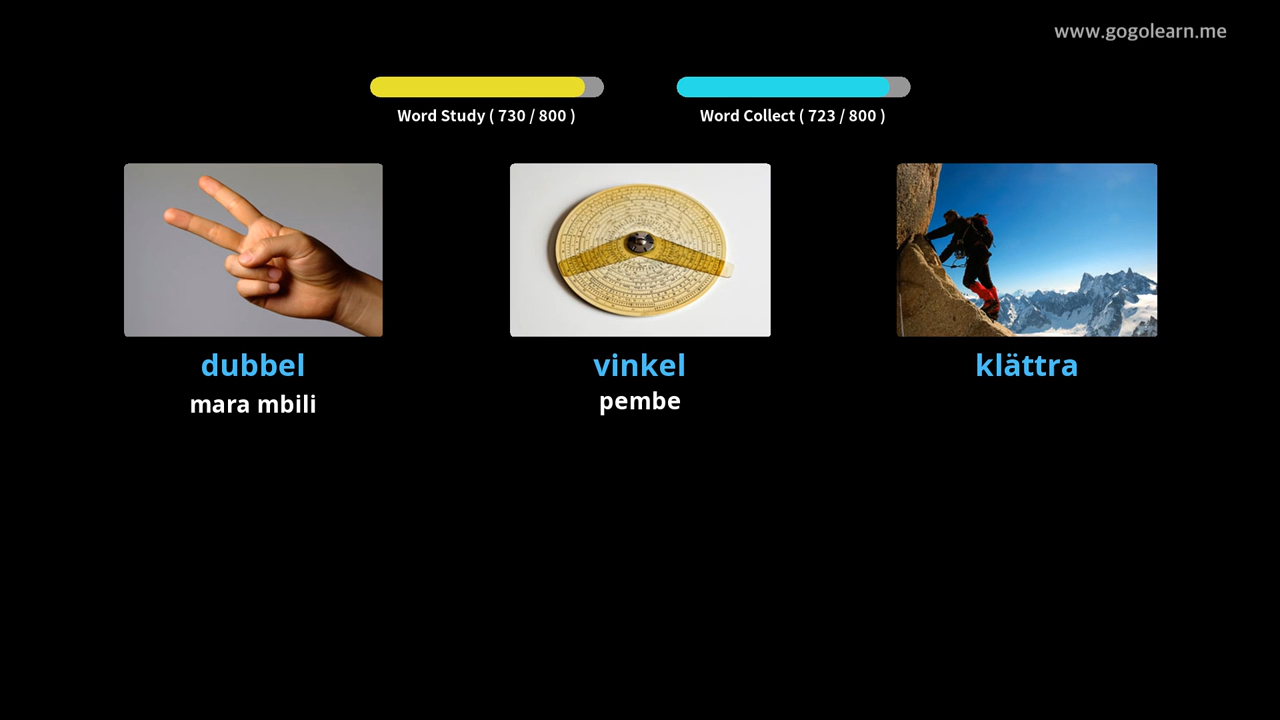 www.gogolearn.me
Word Study ( 730 / 800 )
Word Collect ( 723 / 800 )
dubbel
mara mbili
vinkel
pembe
klättra